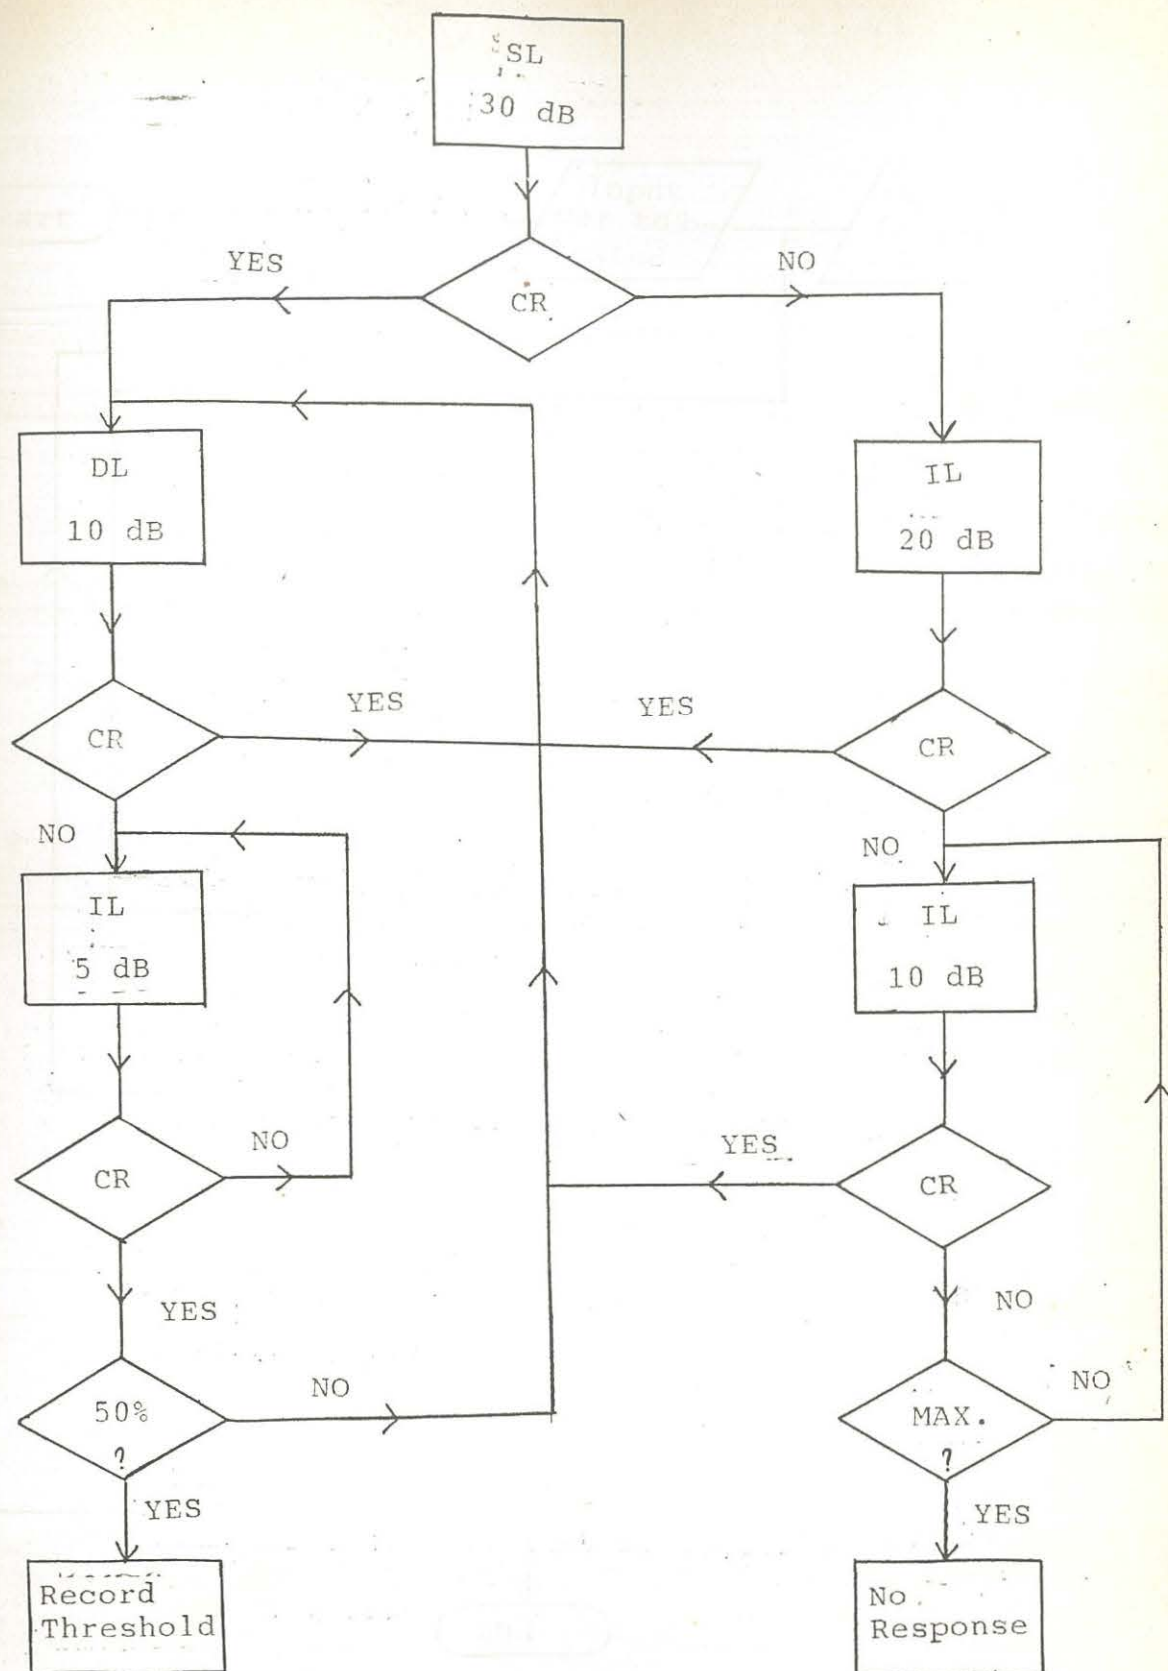 SL
30 dB
YES
NO
CR
DL
10 dB
IL
20 dB
CR
YES
YES
CR
NO
NO
IL
5 dB
IL
10 dB
CR
NO
YES
CR
YES
NO
50%
?
NO
MAX.
?
NO
YES
YES
Record
Threshold
No
Response